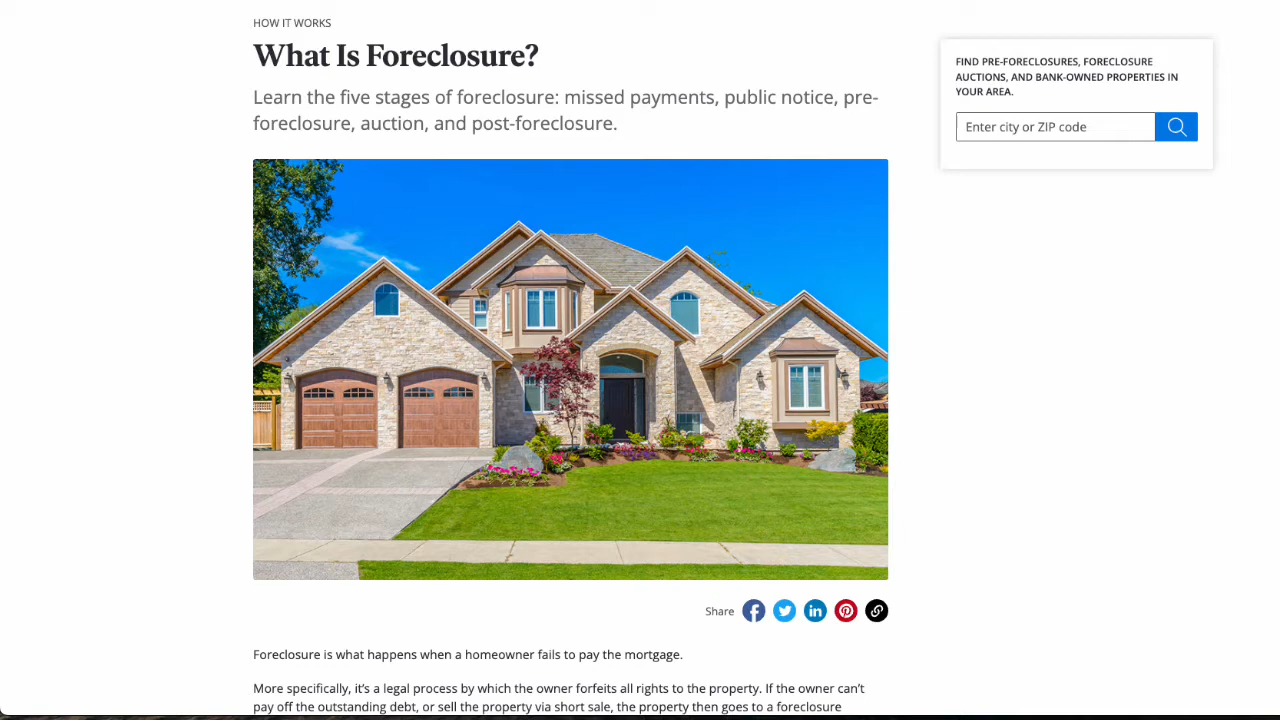 HOW IT WORKS
What Is Foreclosure?
Learn the five stages of foreclosure: missed payments, public notice, pre-
foreclosure, auction, and post-foreclosure.
FIND PRE-FORECLOSURES, FORECLOSURE
AUCTIONS, AND BANK-OWNED PROPERTIES IN
YOUR AREA.
Enter city or ZIP code
Share
Foreclosure is what happens when a homeowner fails to pay the mortgage.
More specifically, it’s a legal process by which the owner forfeits all rights to the property. If the owner can’t
pay off the outstanding debt, or sell the property via short sale, the property then goes to a foreclosure